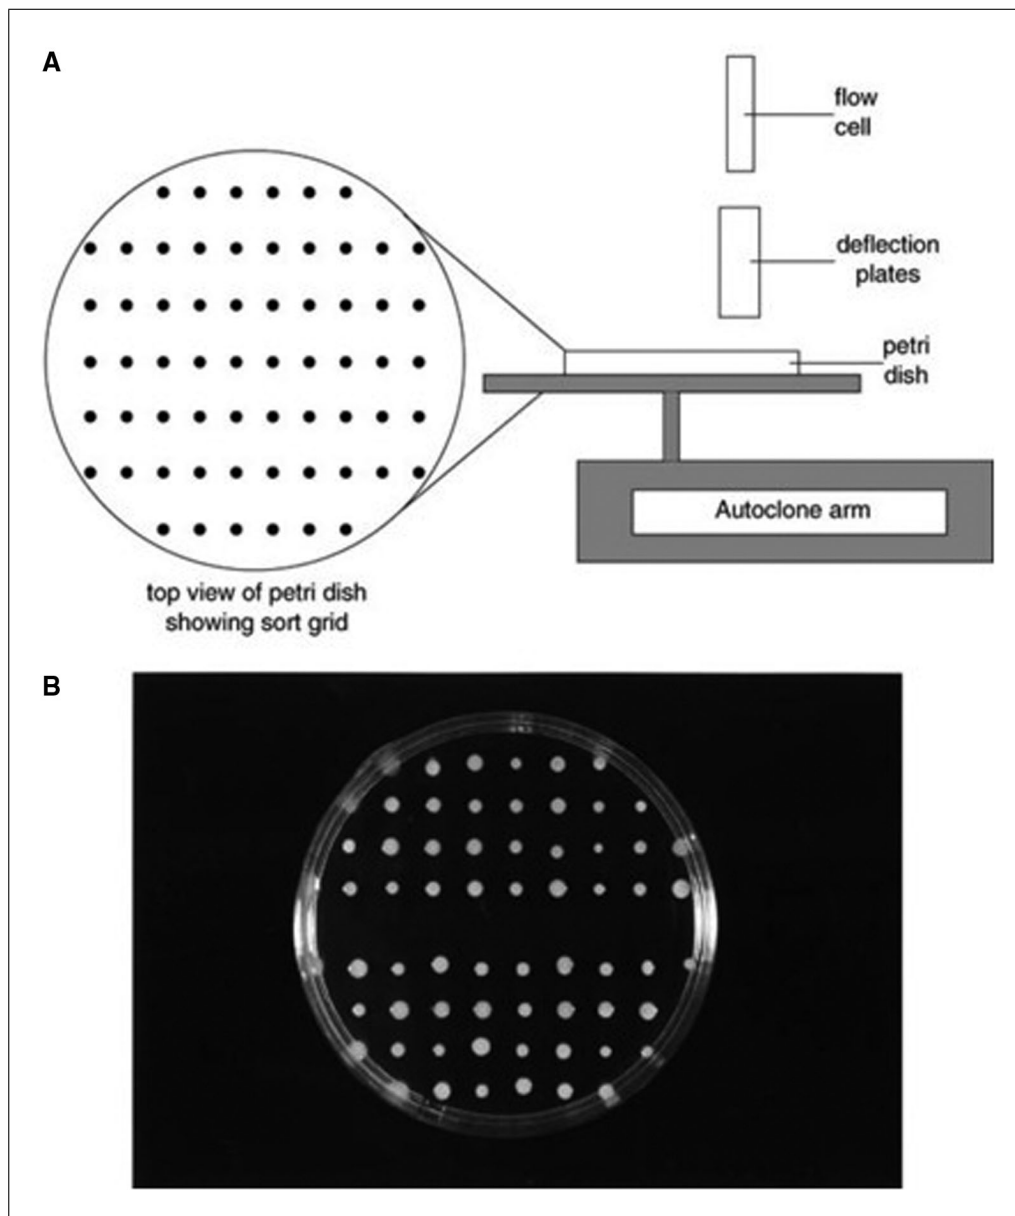 A
flow
cell
deflection
plates
petri
dish
Autoclone arm
top view of petri dish
showing sort grid
B